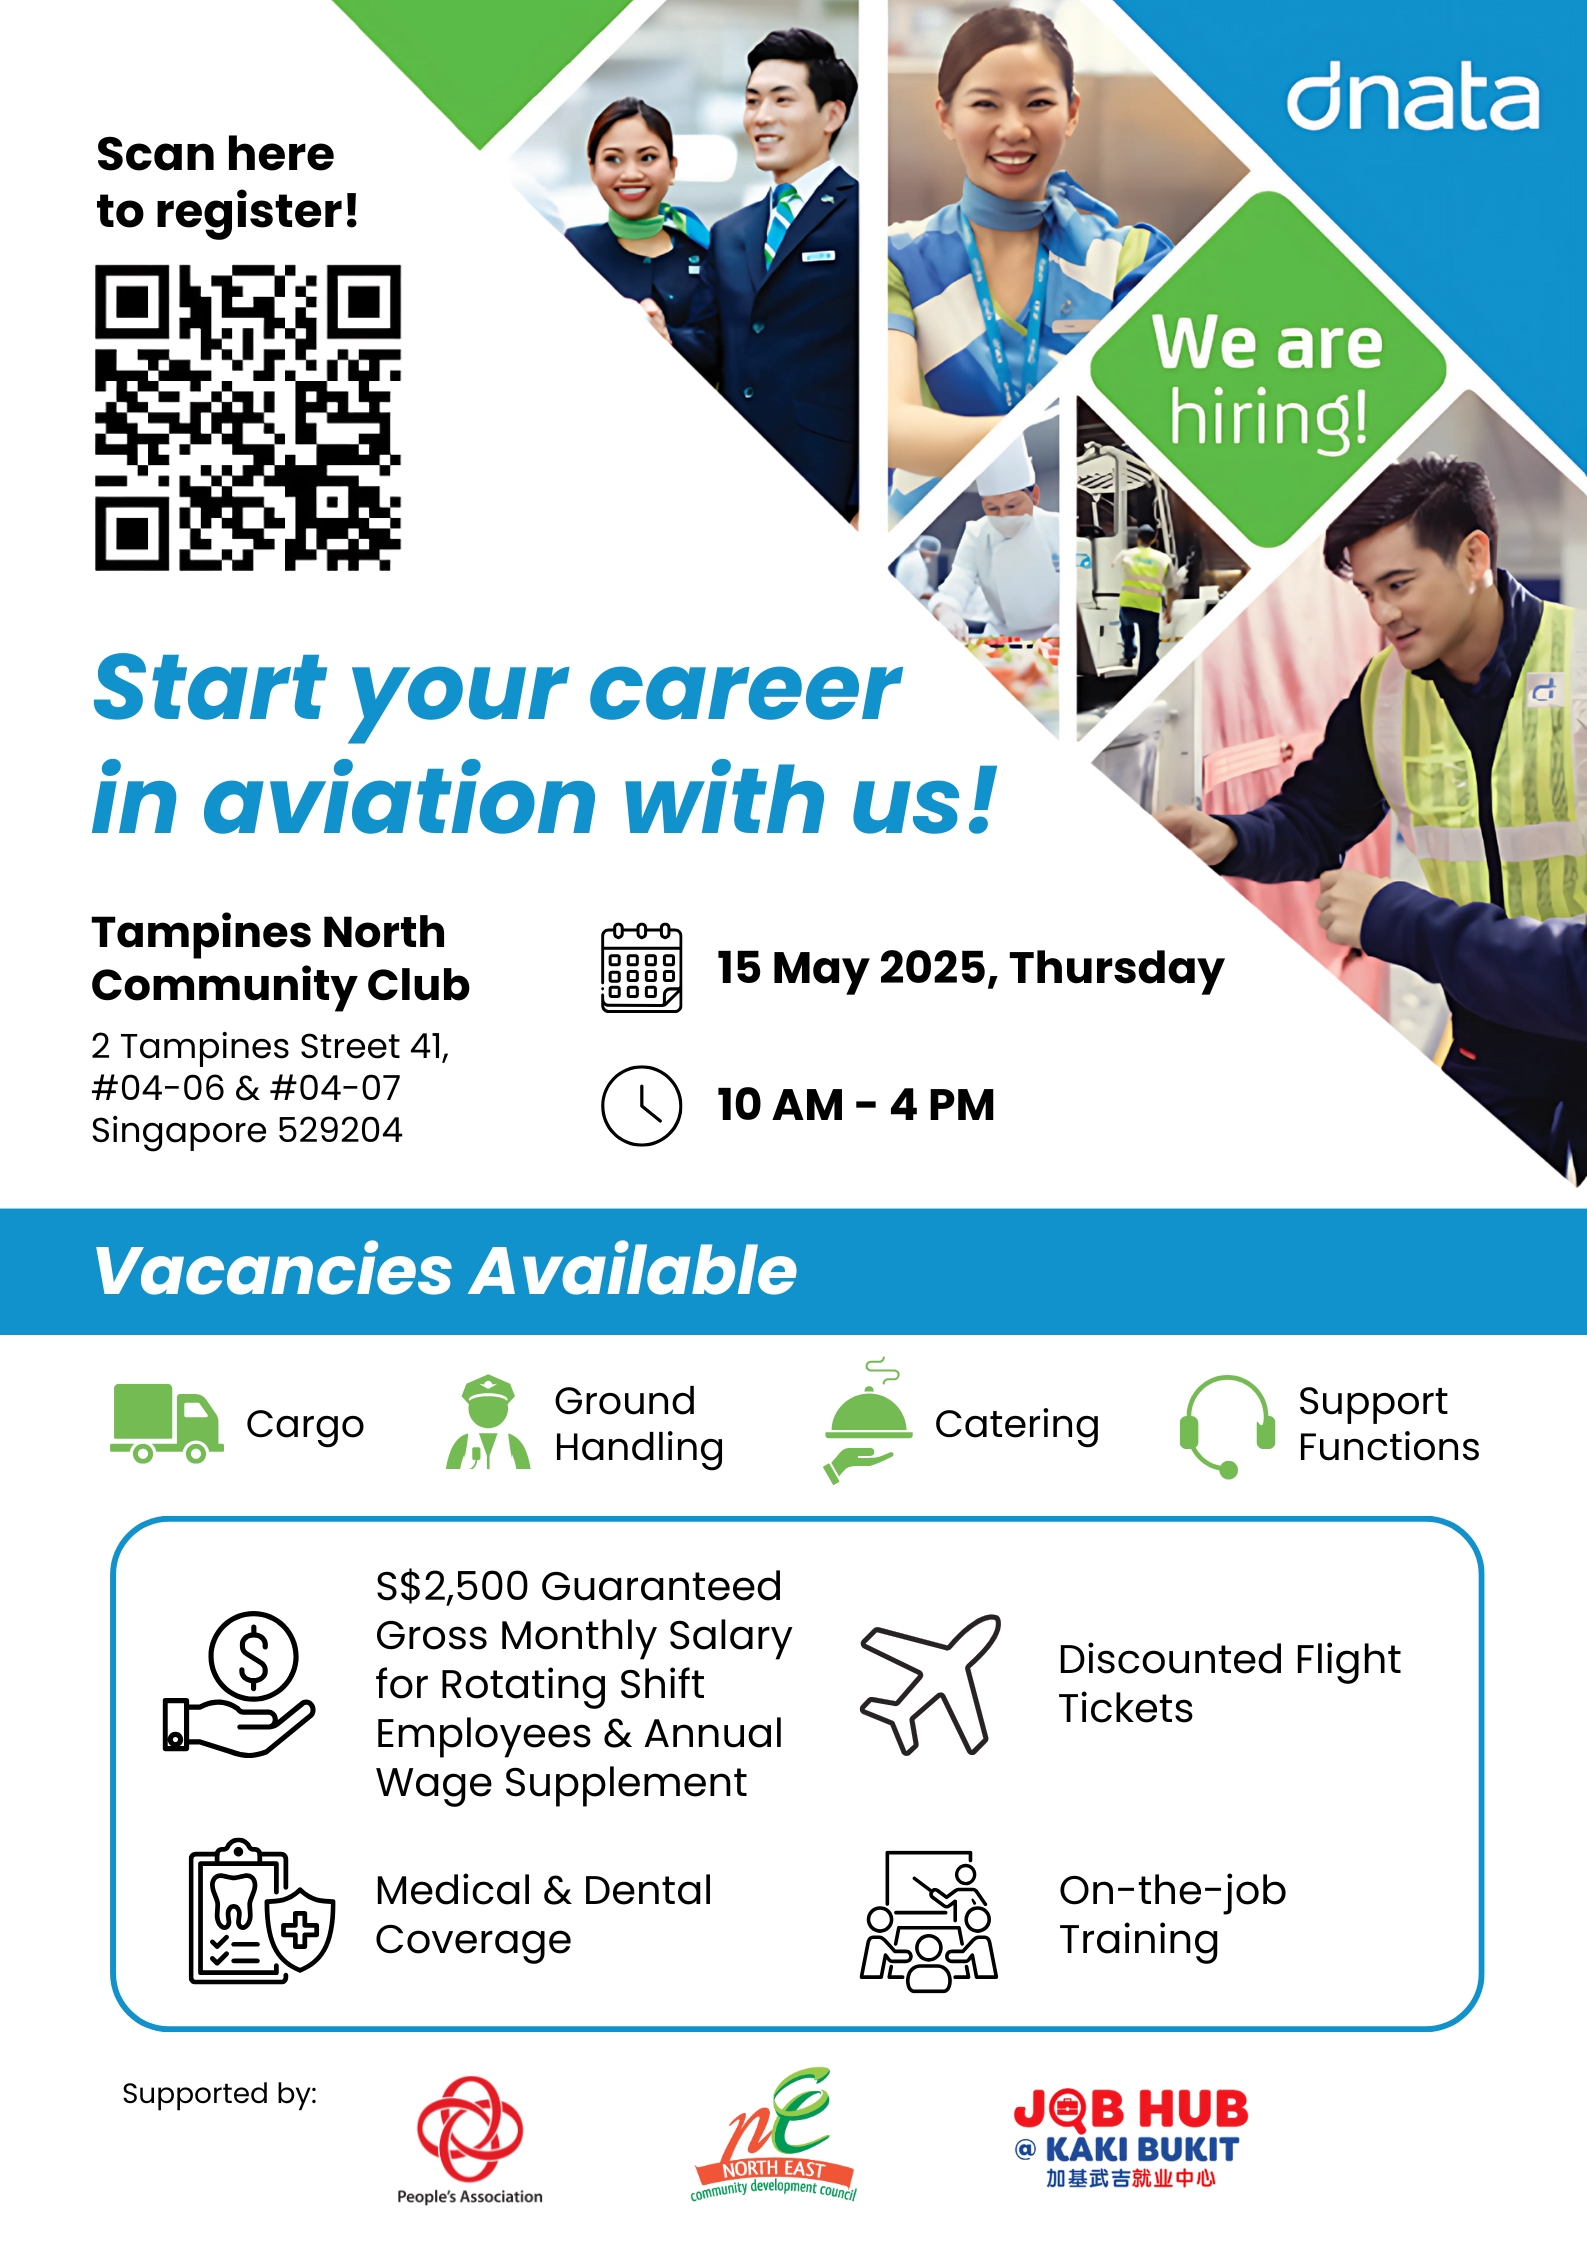 dnata
Scan here
to register!
We are
hiring!
Start your career
in aviation with us!
Tampines North
Community Club
2 Tampines Street 41,
#04-06 & #04-07
Singapore 529204
15 May 2025, Thursday
10 AM - 4 PM
Vacancies Available
Cargo
Ground
Handling
Catering
Support
Functions
S$2,500 Guaranteed
Gross Monthly Salary
for Rotating Shift
Employees & Annual
Wage Supplement
Discounted Flight
Tickets
Medical & Dental
Coverage
On-the-job
Training
Supported by:
People's Association
NE
NORTH EAST
community development council
JOB HUB
@ KAKI BUKIT
加基武吉就业中心